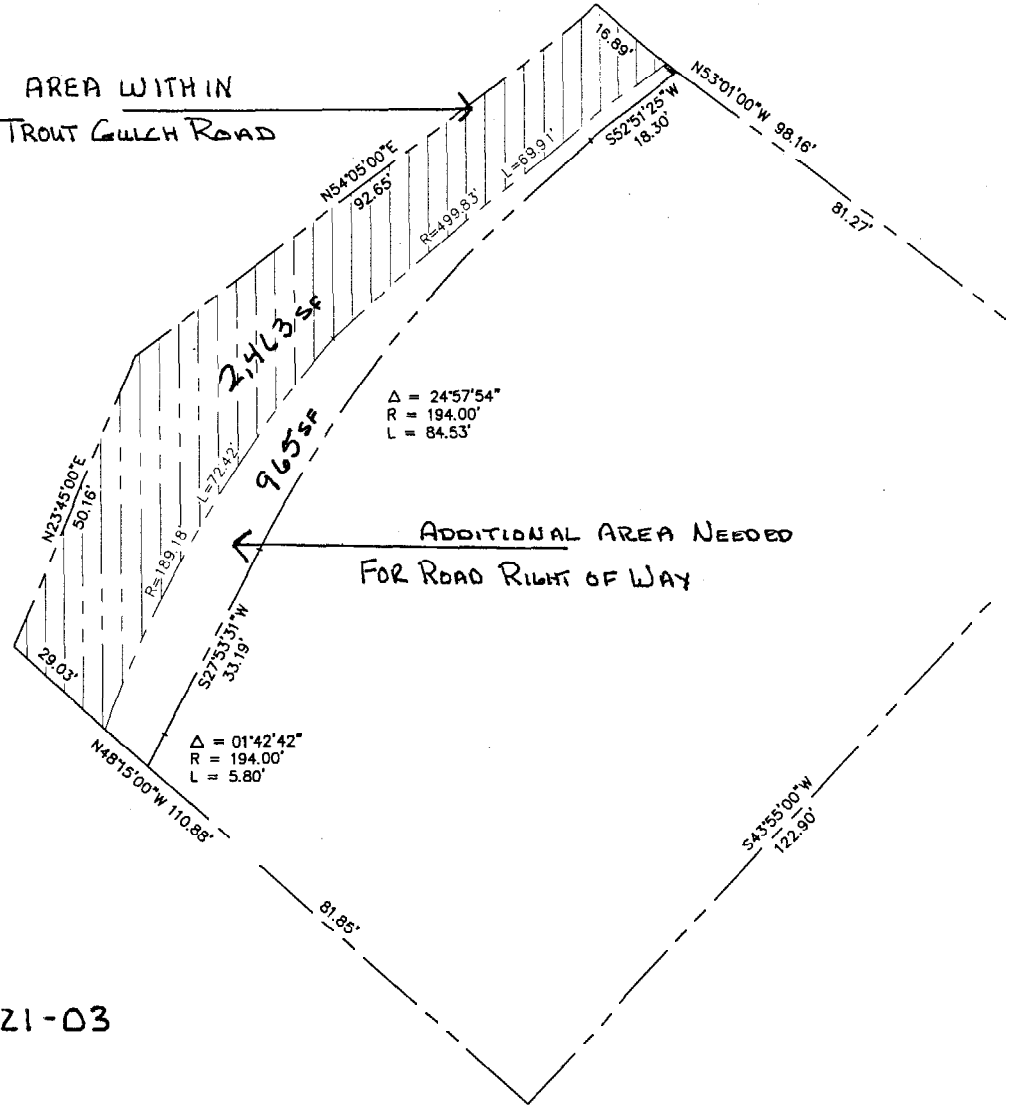 AREA WITHIN
TROUT GULCH ROAD
16.89'
N53°01'00"W 98.16'
S52°51'25"W
18.30'
81.27'
N54°05'00"E
92.65'
R=499.83' L=69.91'
2,463 SF
Δ = 24°57'54"
R = 194.00'
L = 84.53'
965 SF
N23°45'00"E
50.16'
R=189.18' L=72.42'
ADDITIONAL AREA NEEDED
FOR ROAD RIGHT OF WAY
29.03'
S27°53'31"W
33.19'
Δ = 01°42'42"
R = 194.00'
L = 5.80'
N48°15'00"W 110.88'
S43°55'00"W
122.90'
81.85'
21-03